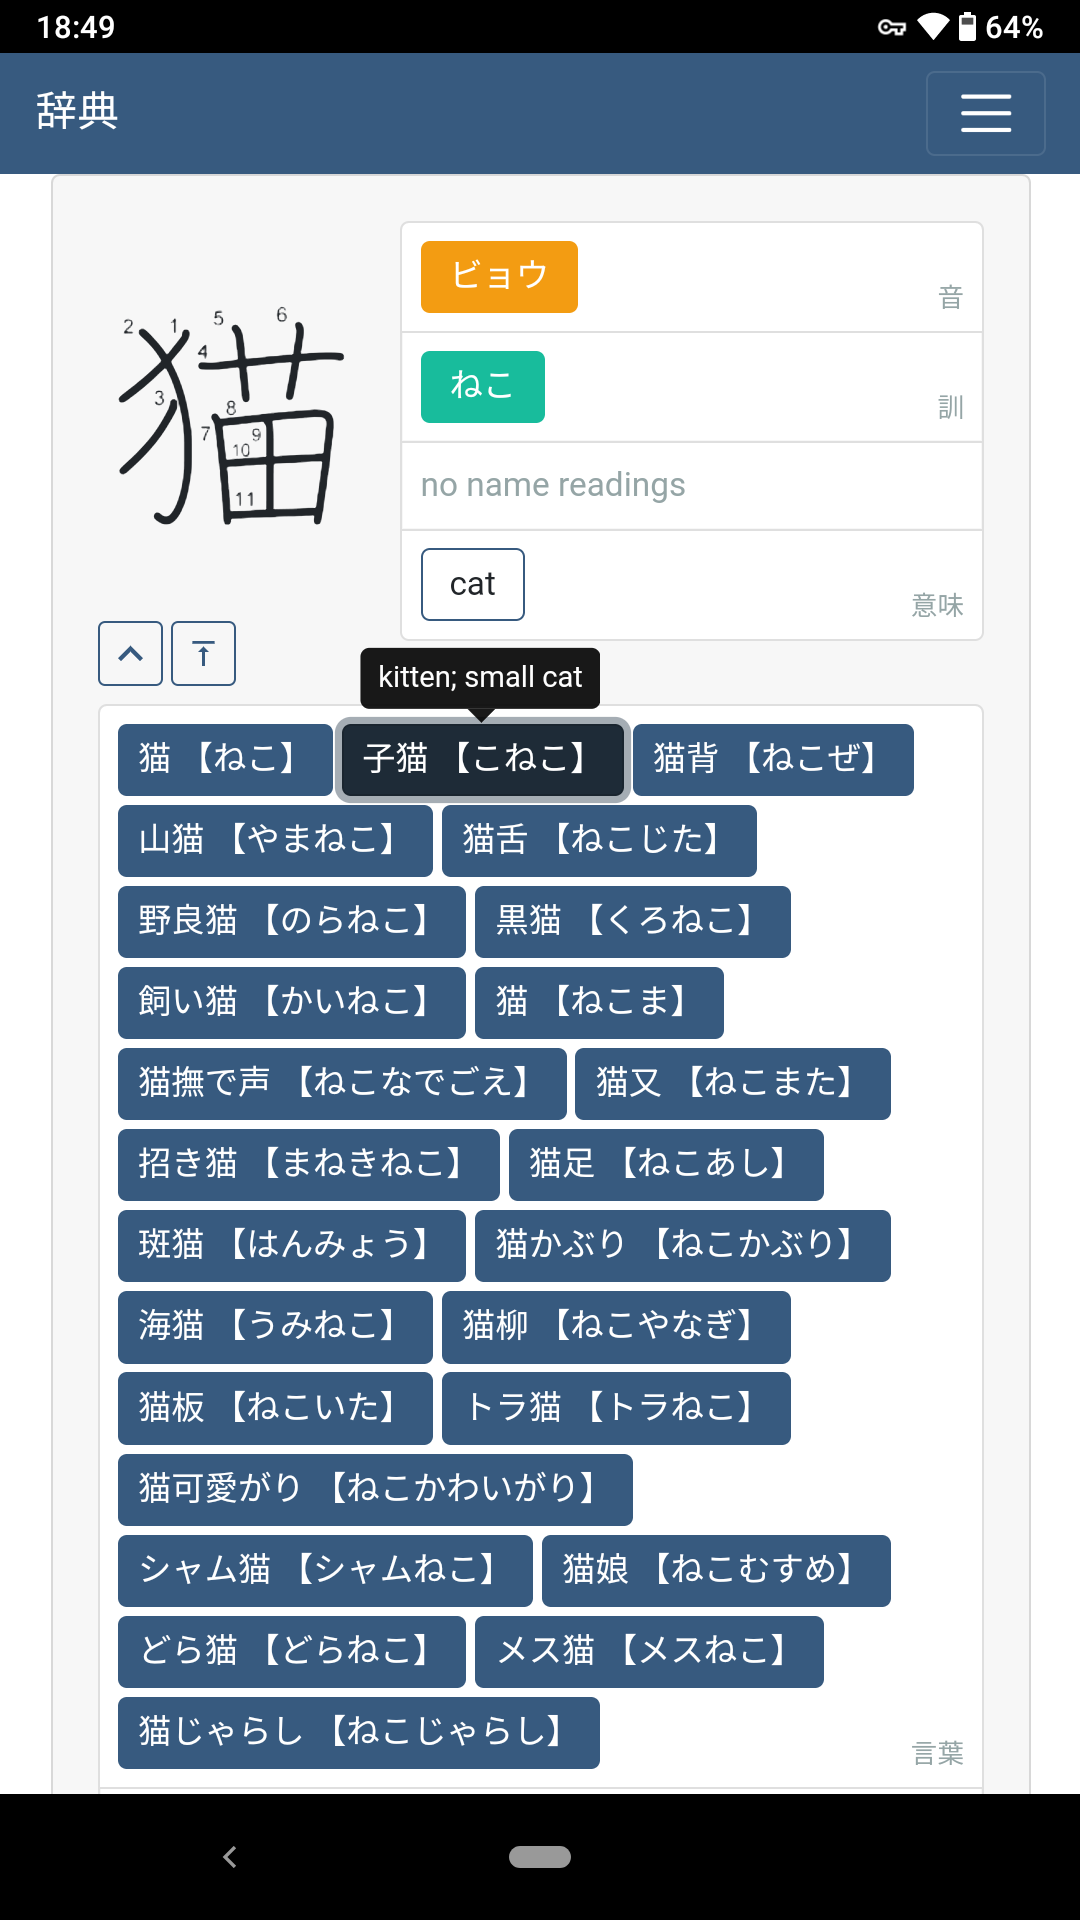 18:49
64%
辞典
ビョウ
音
ねこ
訓
no name readings
cat
意味
2 1 5 6
4
3
8
7 9
10
11
kitten; small cat
猫 【ねこ】 子猫 【こねこ】 猫背 【ねこぜ】
山猫 【やまねこ】 猫舌 【ねこじた】
野良猫 【のらねこ】 黒猫 【くろねこ】
飼い猫 【かいねこ】 猫 【ねこま】
猫撫で声 【ねこなでごえ】 猫又 【ねこまた】
招き猫 【まねきねこ】 猫足 【ねこあし】
斑猫 【はんみょう】 猫かぶり 【ねこかぶり】
海猫 【うみねこ】 猫柳 【ねこやなぎ】
猫板 【ねこいた】 トラ猫 【トラねこ】
猫可愛がり 【ねこかわいがり】
シャム猫 【シャムねこ】 猫娘 【ねこむすめ】
どら猫 【どらねこ】 メス猫 【メスねこ】
猫じゃらし 【ねこじゃらし】
言葉
猫